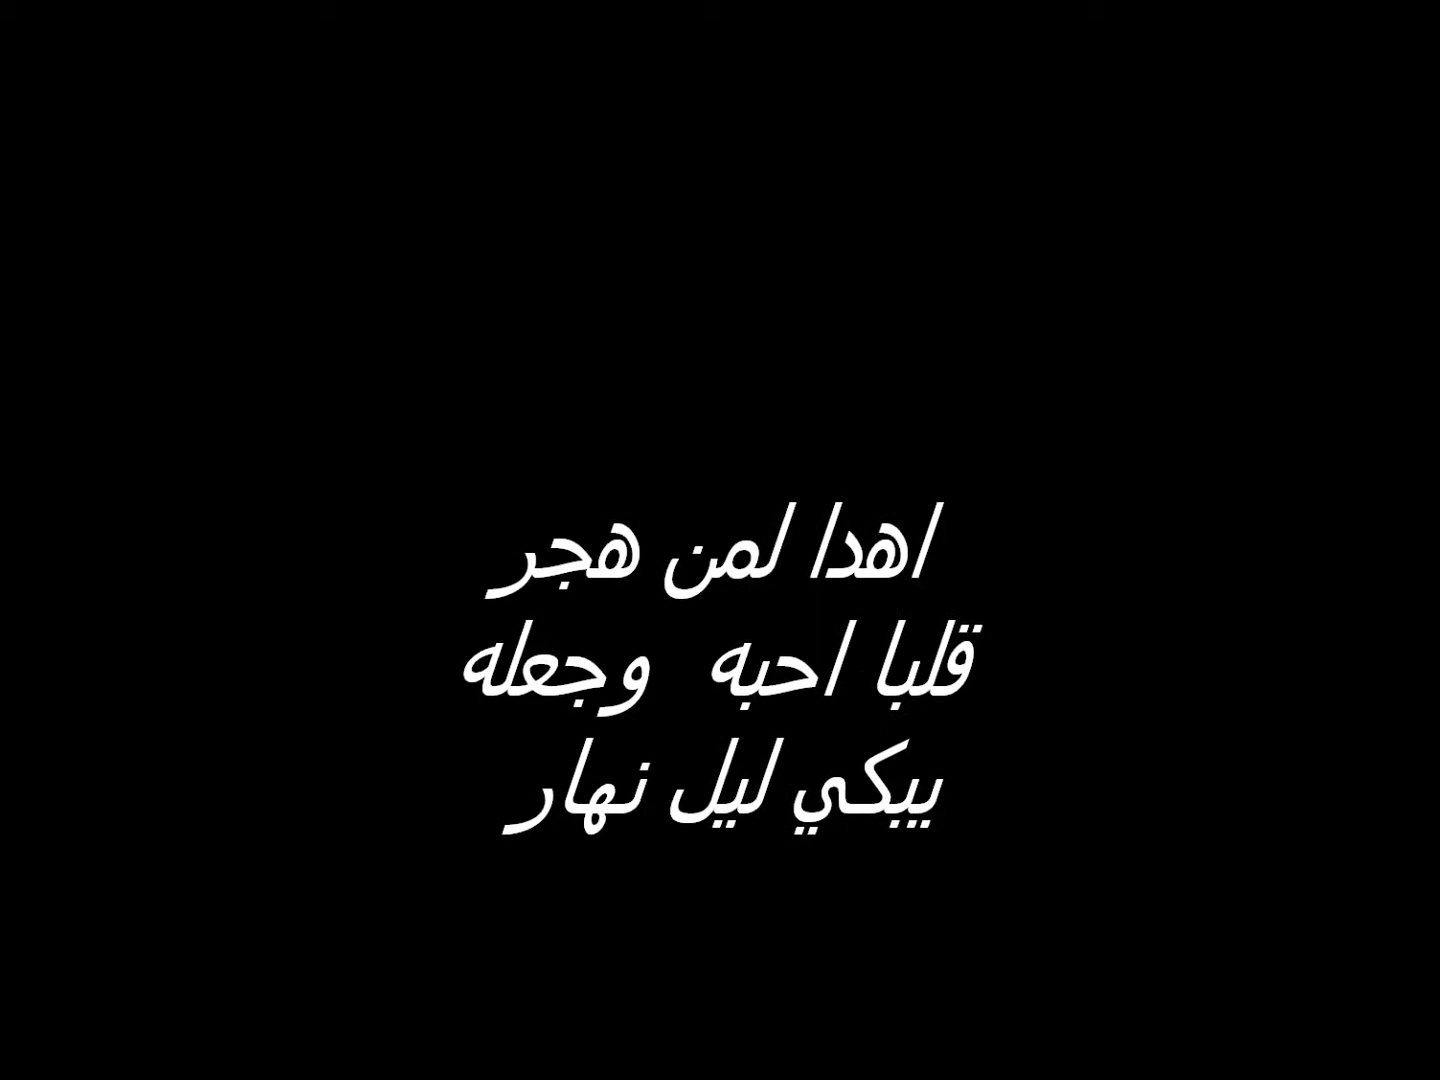 اهدا لمن هجر
قلبا احبه  وجعله
يبكي ليل نهار